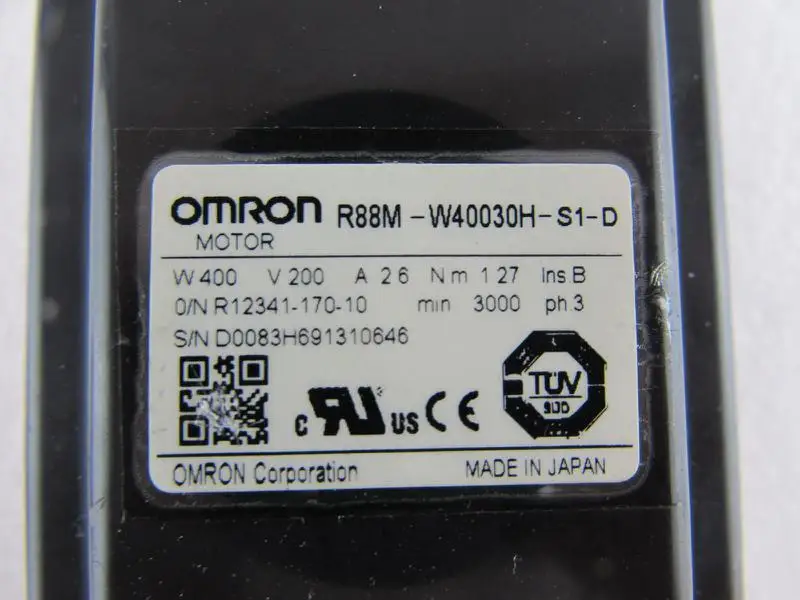 OMRON R88M-W40030H-S1-D
MOTOR
W 400 V 200 A 2 6 N m 1 27 Ins B
O/N R12341-170-10 min 3000 ph.3
S/N D0083H691310646
c RU US CE
TÜV
SÜD
OMRON Corporation MADE IN JAPAN